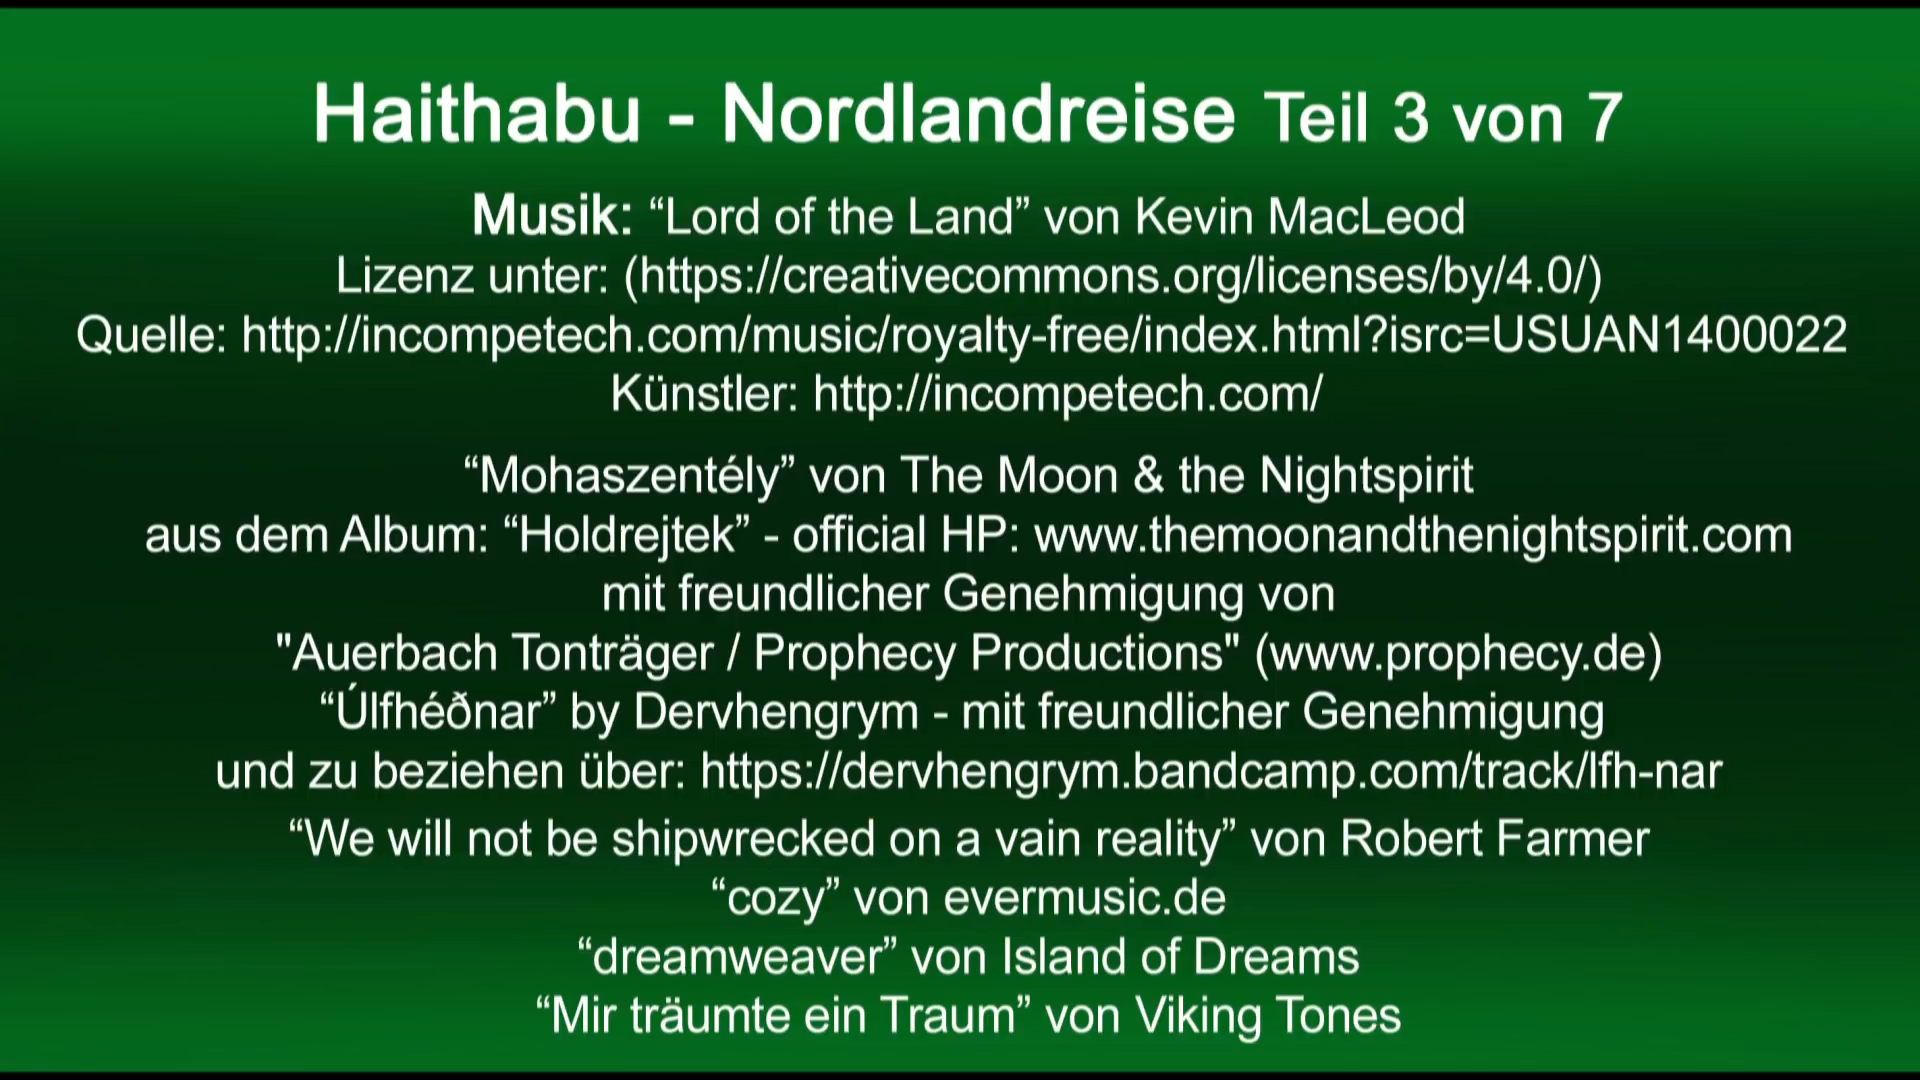 Haithabu - Nordlandreise Teil 3 von 7
Musik: “Lord of the Land” von Kevin MacLeod
Lizenz unter: (https://creativecommons.org/licenses/by/4.0/)
Quelle: http://incompetech.com/music/royalty-free/index.html?isrc=USUAN1400022
Künstler: http://incompetech.com/
“Mohaszentély” von The Moon & the Nightspirit
aus dem Album: “Holdrejtek” - official HP: www.themoonandthenightspirit.com
mit freundlicher Genehmigung von
"Auerbach Tonträger / Prophecy Productions" (www.prophecy.de)
“Úlfhéðnar” by Dervhengrym - mit freundlicher Genehmigung
und zu beziehen über: https://dervhengrym.bandcamp.com/track/lfh-nar
“We will not be shipwrecked on a vain reality” von Robert Farmer
“cozy” von evermusic.de
“dreamweaver” von Island of Dreams
“Mir träumte ein Traum” von Viking Tones